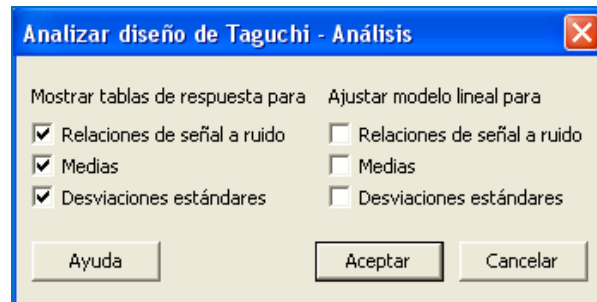 Analizar diseño de Taguchi - Análisis
Mostrar tablas de respuesta para
Relaciones de señal a ruido
Medias
Desviaciones estándares
Ajustar modelo lineal para
Relaciones de señal a ruido
Medias
Desviaciones estándares
Ayuda
Aceptar
Cancelar